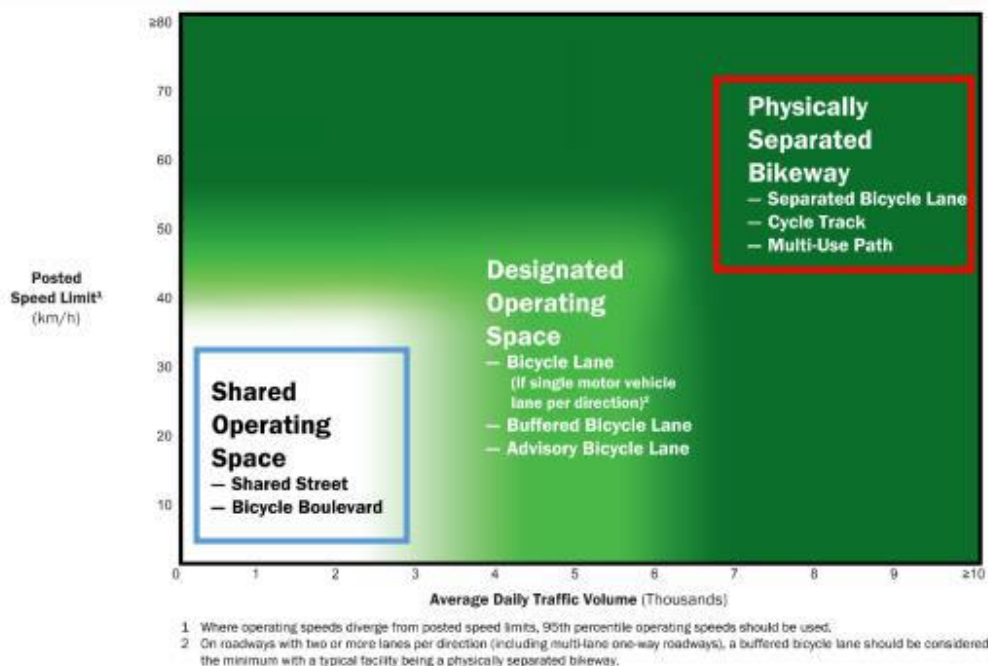 ≥80
70
60
50
40
30
20
10
Posted
Speed Limit¹
(km/h)
Physically
Separated
Bikeway
— Separated Bicycle Lane
— Cycle Track
— Multi-Use Path
Designated
Operating
Space
— Bicycle Lane
(If single motor vehicle
lane per direction)²
— Buffered Bicycle Lane
— Advisory Bicycle Lane
Shared
Operating
Space
— Shared Street
— Bicycle Boulevard
0 1 2 3 4 5 6 7 8 9 ≥10
Average Daily Traffic Volume (Thousands)
1 Where operating speeds diverge from posted speed limits, 95th percentile operating speeds should be used.
2 On roadways with two or more lanes per direction (including multi-lane one-way roadways), a buffered bicycle lane should be considered
the minimum with a typical facility being a physically separated bikeway.